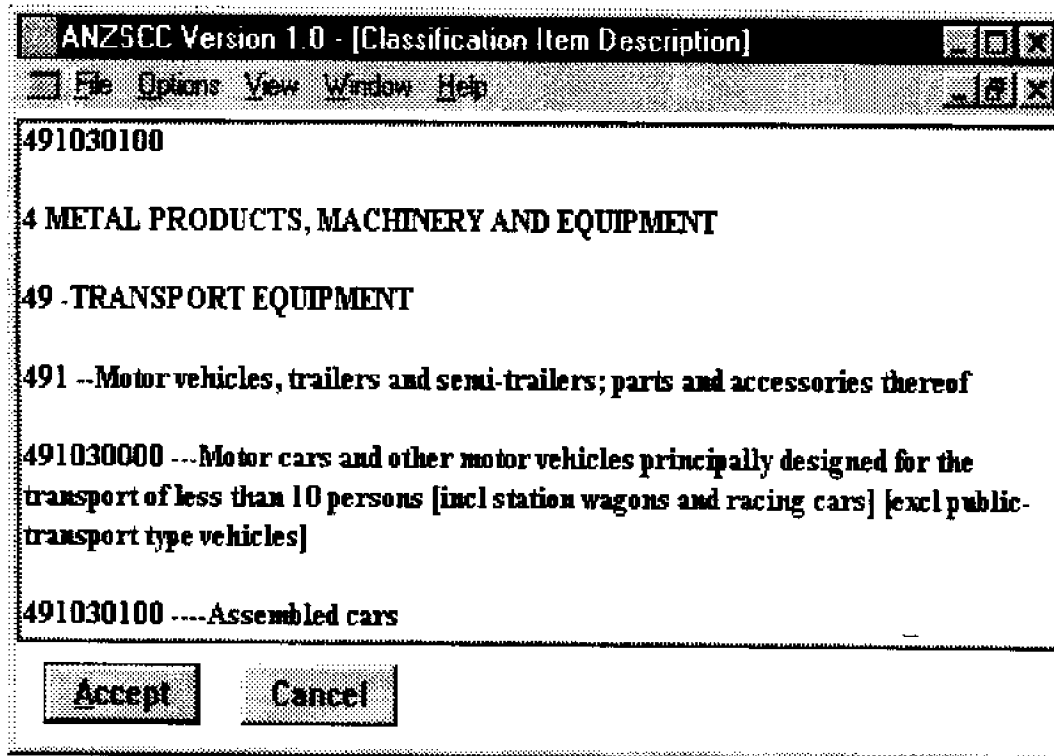 ANZSCC Version 1.0 - [Classification Item Description]
File Options View Window Help
491030100
4 METAL PRODUCTS, MACHINERY AND EQUIPMENT
49 -TRANSPORT EQUIPMENT
491 --Motor vehicles, trailers and semi-trailers; parts and accessories thereof
491030000 ---Motor cars and other motor vehicles principally designed for the
transport of less than 10 persons [incl station wagons and racing cars] [excl public-
transport type vehicles]
491030100 ----Assembled cars
Accept Cancel